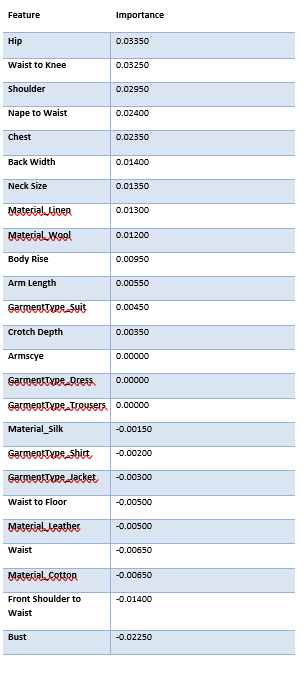 Feature Importance
Hip 0.03350
Waist to Knee 0.03250
Shoulder 0.02950
Nape to Waist 0.02400
Chest 0.02350
Back Width 0.01400
Neck Size 0.01350
Material_Linen 0.01300
Material_Wool 0.01200
Body Rise 0.00950
Arm Length 0.00550
GarmentType_Suit 0.00450
Crotch Depth 0.00350
Armscye 0.00000
GarmentType_Dress 0.00000
GarmentType_Trousers 0.00000
Material_Silk -0.00150
GarmentType_Shirt -0.00200
GarmentType_Jacket -0.00300
Waist to Floor -0.00500
Material_Leather -0.00500
Waist -0.00650
Material_Cotton -0.00650
Front Shoulder to -0.01400
Waist
Bust -0.02250